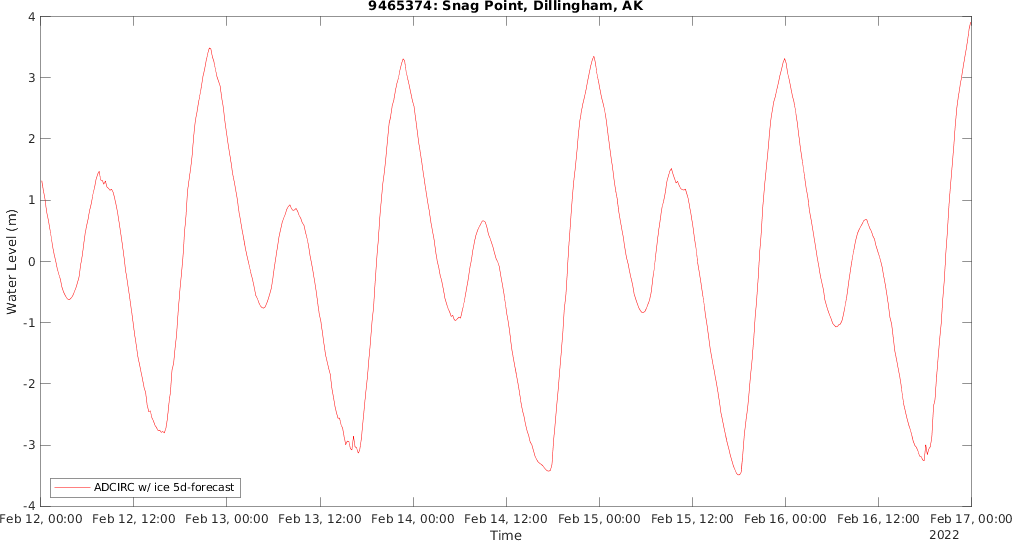 9465374: Snag Point, Dillingham, AK
Water Level (m)
4
3
2
1
0
-1
-2
-3
-4
ADCIRC w/ ice 5d-forecast
Feb 12, 00:00 Feb 12, 12:00 Feb 13, 00:00 Feb 13, 12:00 Feb 14, 00:00 Feb 14, 12:00 Feb 15, 00:00 Feb 15, 12:00 Feb 16, 00:00 Feb 16, 12:00 Feb 17, 00:00
Time
2022